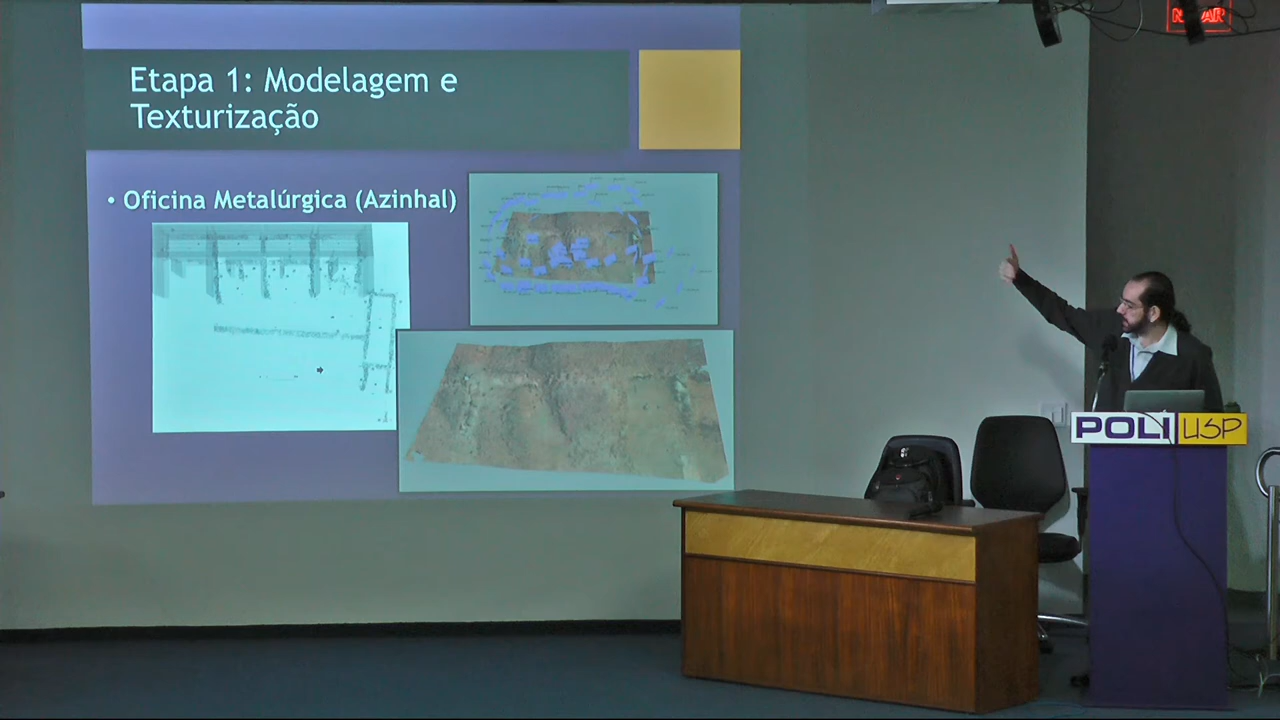 Etapa 1: Modelagem e
Texturização
• Oficina Metalúrgica (Azinhal)
POLI USP